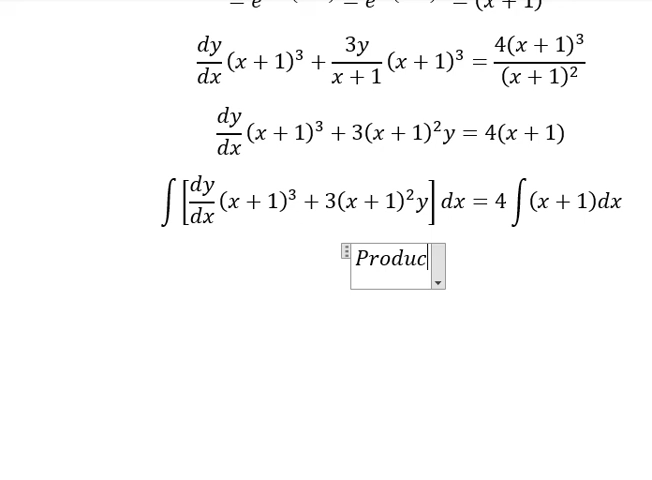 dy/dx (x + 1)³ + 3y/(x + 1) (x + 1)³ = 4(x + 1)³/(x + 1)²
dy/dx (x + 1)³ + 3(x + 1)²y = 4(x + 1)
∫ [dy/dx (x + 1)³ + 3(x + 1)²y] dx = 4 ∫ (x + 1)dx
Produc